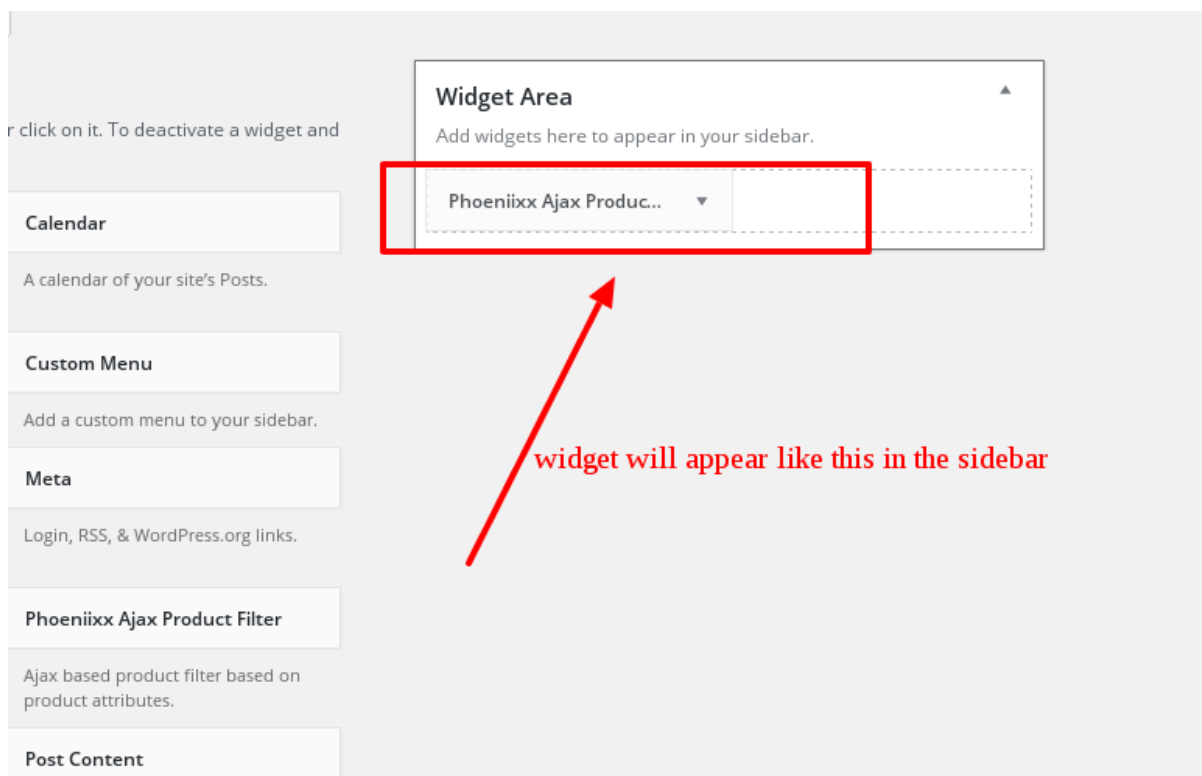 Widget Area
Add widgets here to appear in your sidebar.
Phoeniixx Ajax Produc...
r click on it. To deactivate a widget and
Calendar
A calendar of your site's Posts.
Custom Menu
Add a custom menu to your sidebar.
Meta
Login, RSS, & WordPress.org links.
Phoeniixx Ajax Product Filter
Ajax based product filter based on
product attributes.
Post Content
widget will appear like this in the sidebar